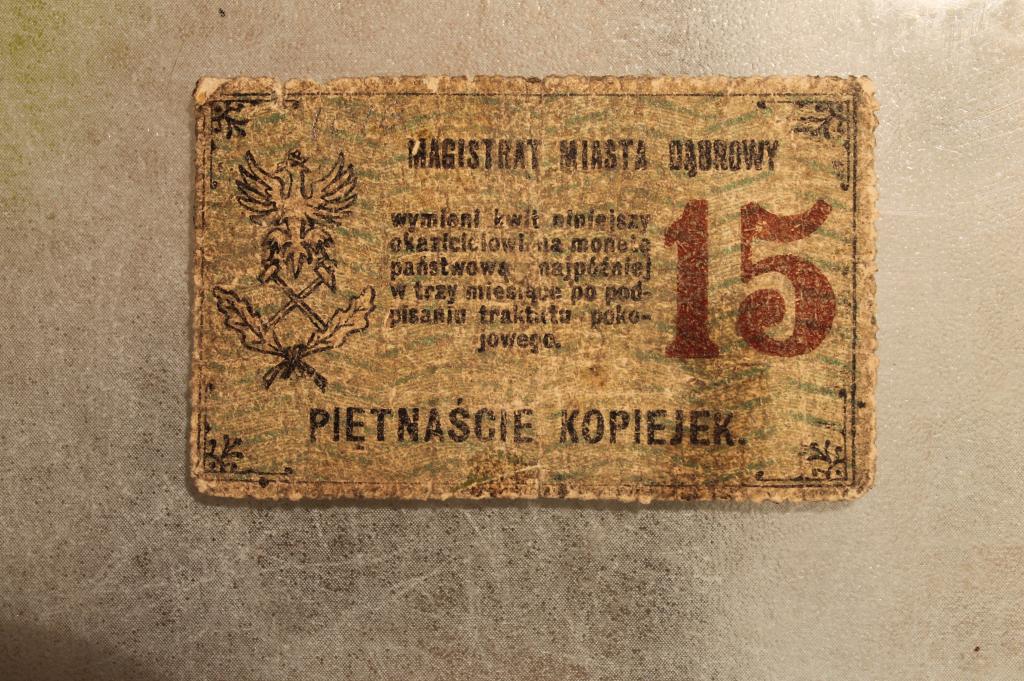 MAGISTRAT MIASTA DĄBROWY
wymieni kwit niniejszy
okazicielowi na monetę
państwową najpóźniej
w trzy miesiące po pod-
pisaniu traktatu poko-
jowego.
15
PIĘTNAŚCIE KOPIEJEK.